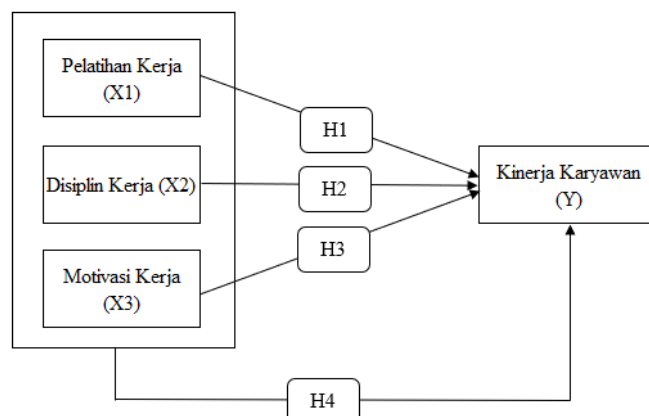 Pelatihan Kerja
(X1)
H1
Disiplin Kerja (X2)
H2
Kinerja Karyawan
(Y)
H3
Motivasi Kerja
(X3)
H4